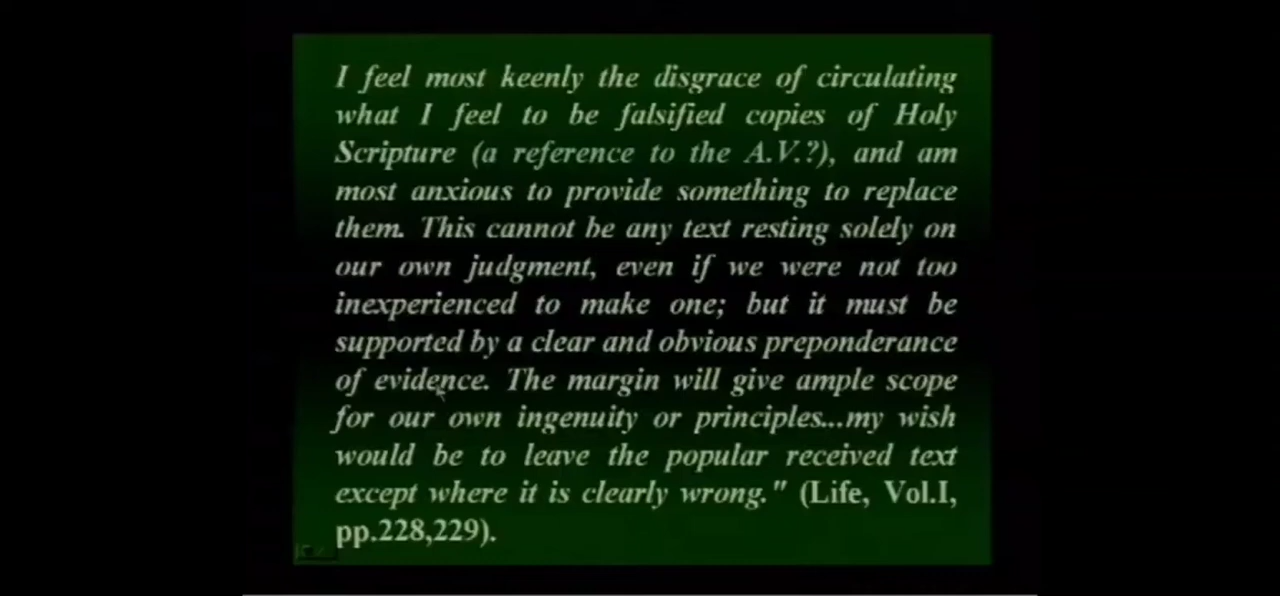 I feel most keenly the disgrace of circulating
what I feel to be falsified copies of Holy
Scripture (a reference to the A.V.?), and am
most anxious to provide something to replace
them. This cannot be any text resting solely on
our own judgment, even if we were not too
inexperienced to make one; but it must be
supported by a clear and obvious preponderance
of evidence. The margin will give ample scope
for our own ingenuity or principles...my wish
would be to leave the popular received text
except where it is clearly wrong." (Life, Vol.I,
pp.228,229).